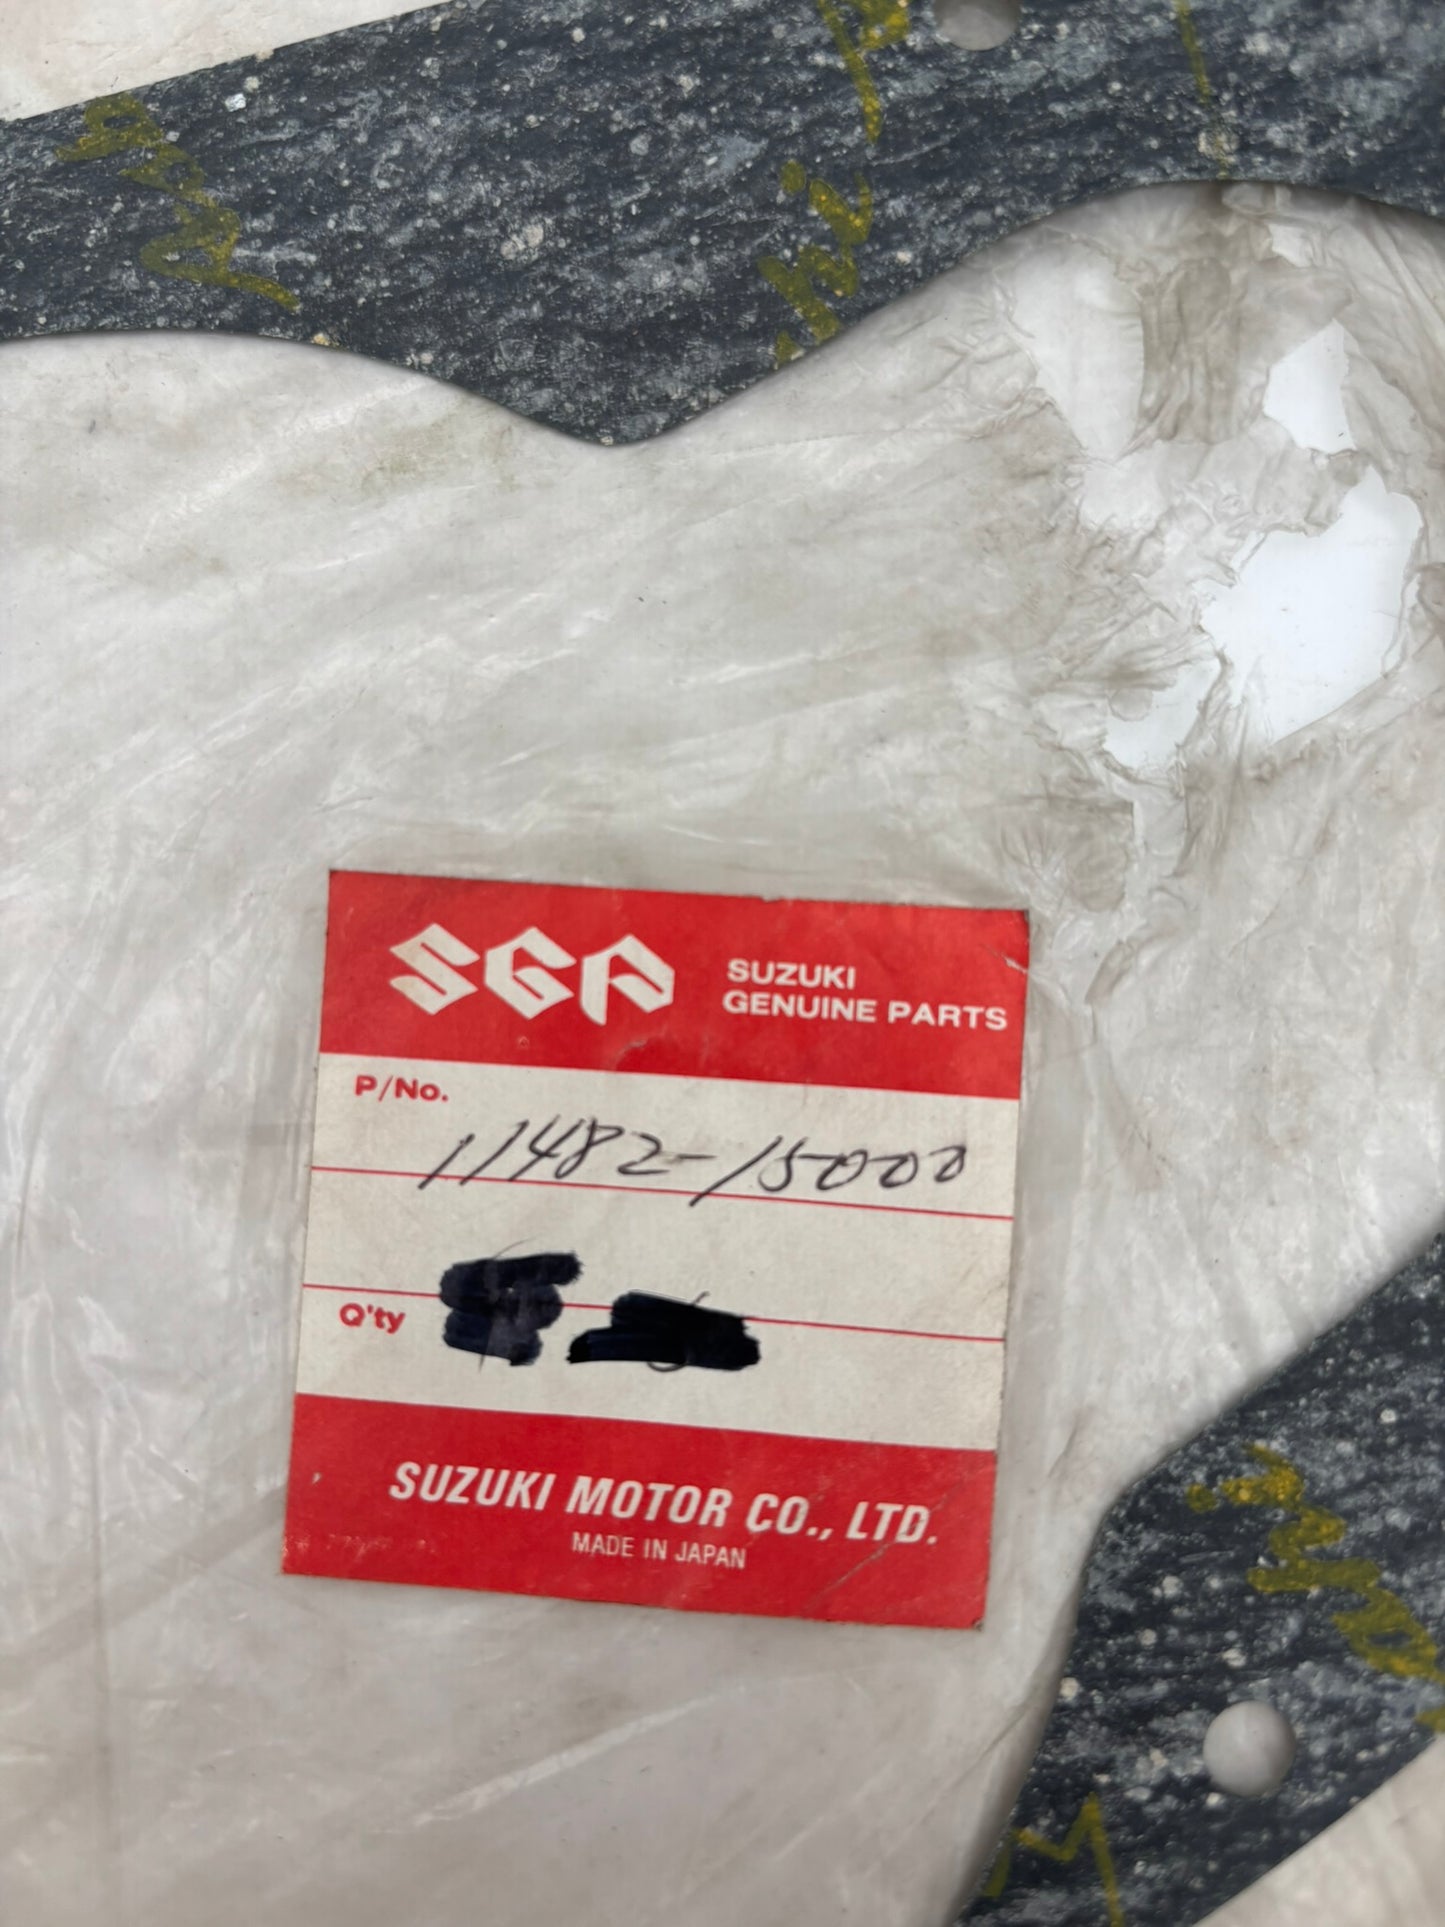 SGP
SUZUKI
GENUINE PARTS
P/No.
11482-15000
Q'ty
SUZUKI MOTOR CO., LTD.
MADE IN JAPAN